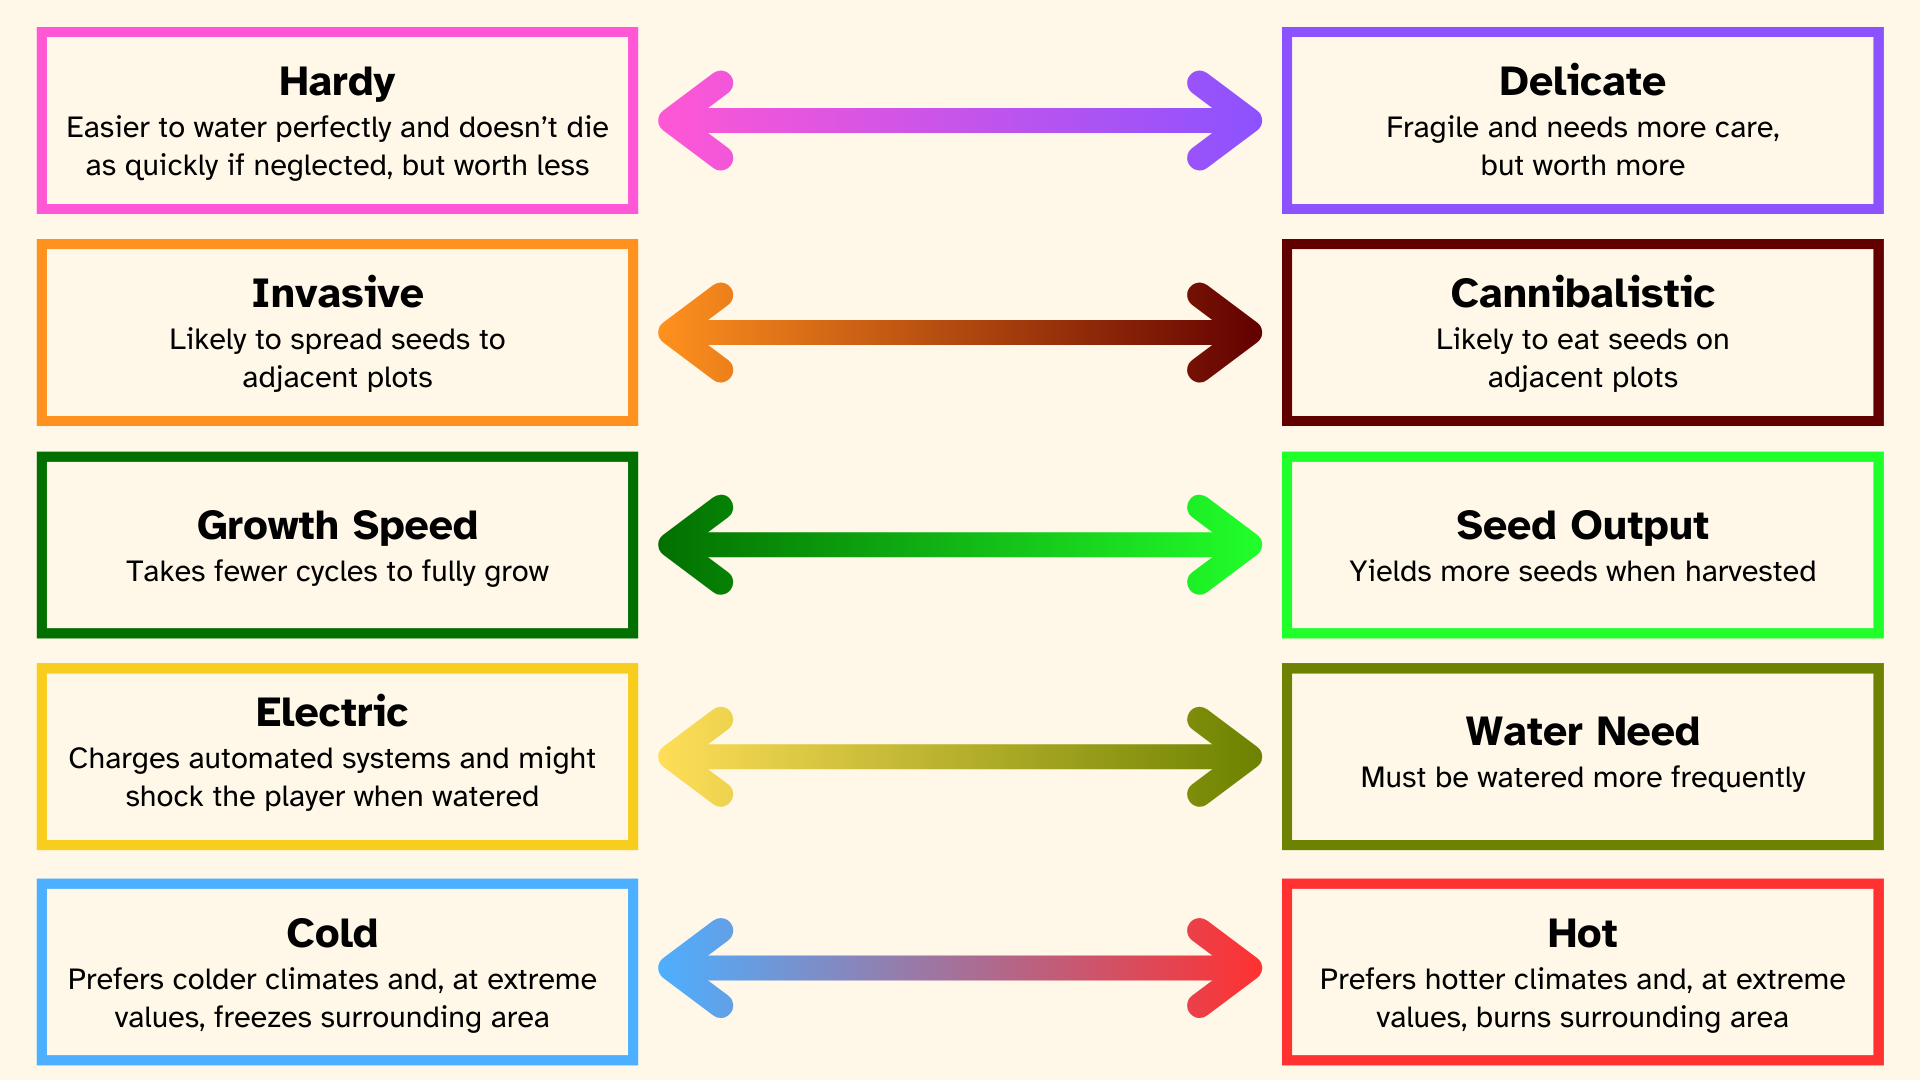 Hardy
Easier to water perfectly and doesn’t die
as quickly if neglected, but worth less
Delicate
Fragile and needs more care,
but worth more
Invasive
Likely to spread seeds to
adjacent plots
Cannibalistic
Likely to eat seeds on
adjacent plots
Growth Speed
Takes fewer cycles to fully grow
Seed Output
Yields more seeds when harvested
Electric
Charges automated systems and might
shock the player when watered
Water Need
Must be watered more frequently
Cold
Prefers colder climates and, at extreme
values, freezes surrounding area
Hot
Prefers hotter climates and, at extreme
values, burns surrounding area